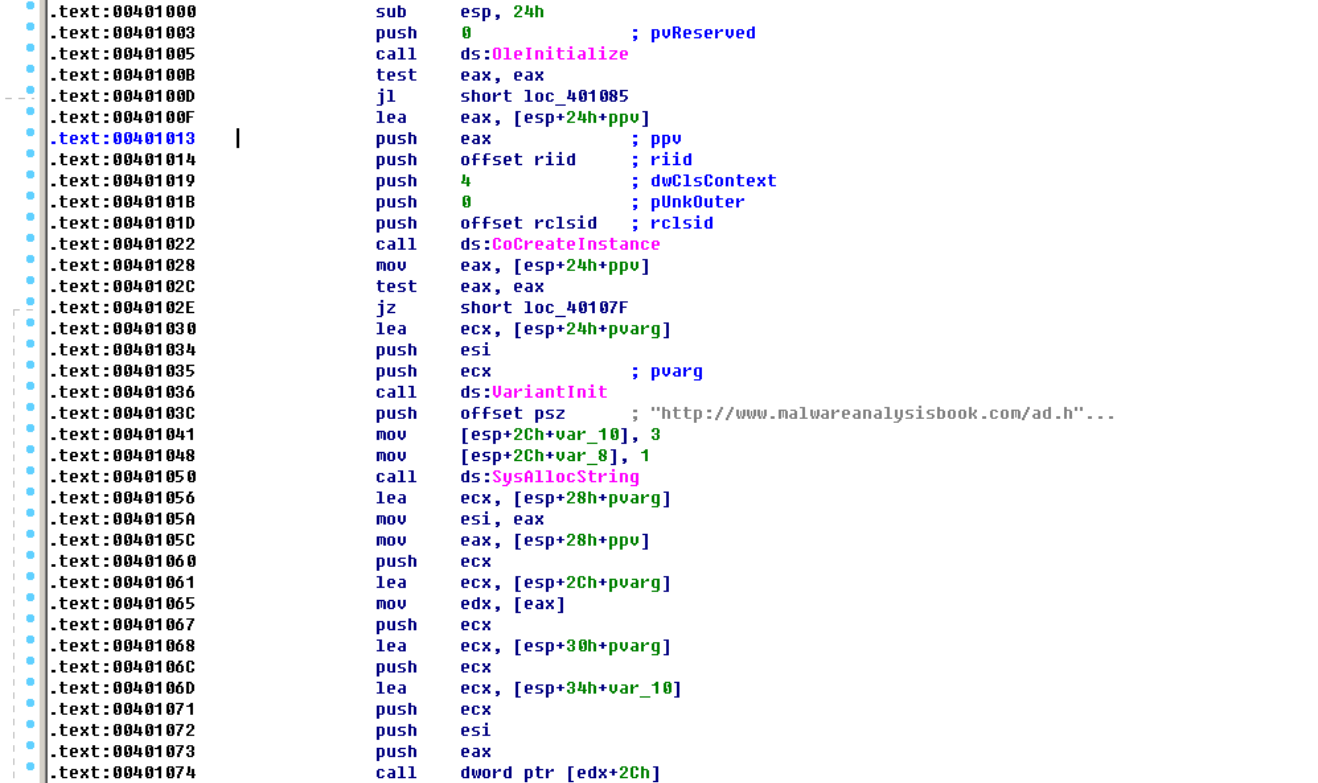 .text:00401000 sub esp, 24h
.text:00401003 push 0 ; pvReserved
.text:00401005 call ds:OleInitialize
.text:0040100B test eax, eax
.text:0040100D jl short loc_401085
.text:0040100F lea eax, [esp+24h+ppv]
.text:00401013 push eax ; ppv
.text:00401014 push offset riid ; riid
.text:00401019 push 4 ; dwClsContext
.text:0040101B push 0 ; pUnkOuter
.text:0040101D push offset rclsid ; rclsid
.text:00401022 call ds:CoCreateInstance
.text:00401028 mov eax, [esp+24h+ppv]
.text:0040102C test eax, eax
.text:0040102E jz short loc_40107F
.text:00401030 lea ecx, [esp+24h+pvarg]
.text:00401034 push esi
.text:00401035 push ecx ; pvarg
.text:00401036 call ds:VariantInit
.text:0040103C push offset psz ; "http://www.malwareanalysisbook.com/ad.h"...
.text:00401041 mov [esp+2Ch+var_10], 3
.text:00401048 mov [esp+2Ch+var_8], 1
.text:00401050 call ds:SysAllocString
.text:00401056 lea ecx, [esp+28h+pvarg]
.text:0040105A mov esi, eax
.text:0040105C mov eax, [esp+28h+ppv]
.text:00401060 push ecx
.text:00401061 lea ecx, [esp+2Ch+pvarg]
.text:00401065 mov edx, [eax]
.text:00401067 push ecx
.text:00401068 lea ecx, [esp+30h+pvarg]
.text:0040106C push ecx
.text:0040106D lea ecx, [esp+34h+var_10]
.text:00401071 push ecx
.text:00401072 push esi
.text:00401073 push eax
.text:00401074 call dword ptr [edx+2Ch]